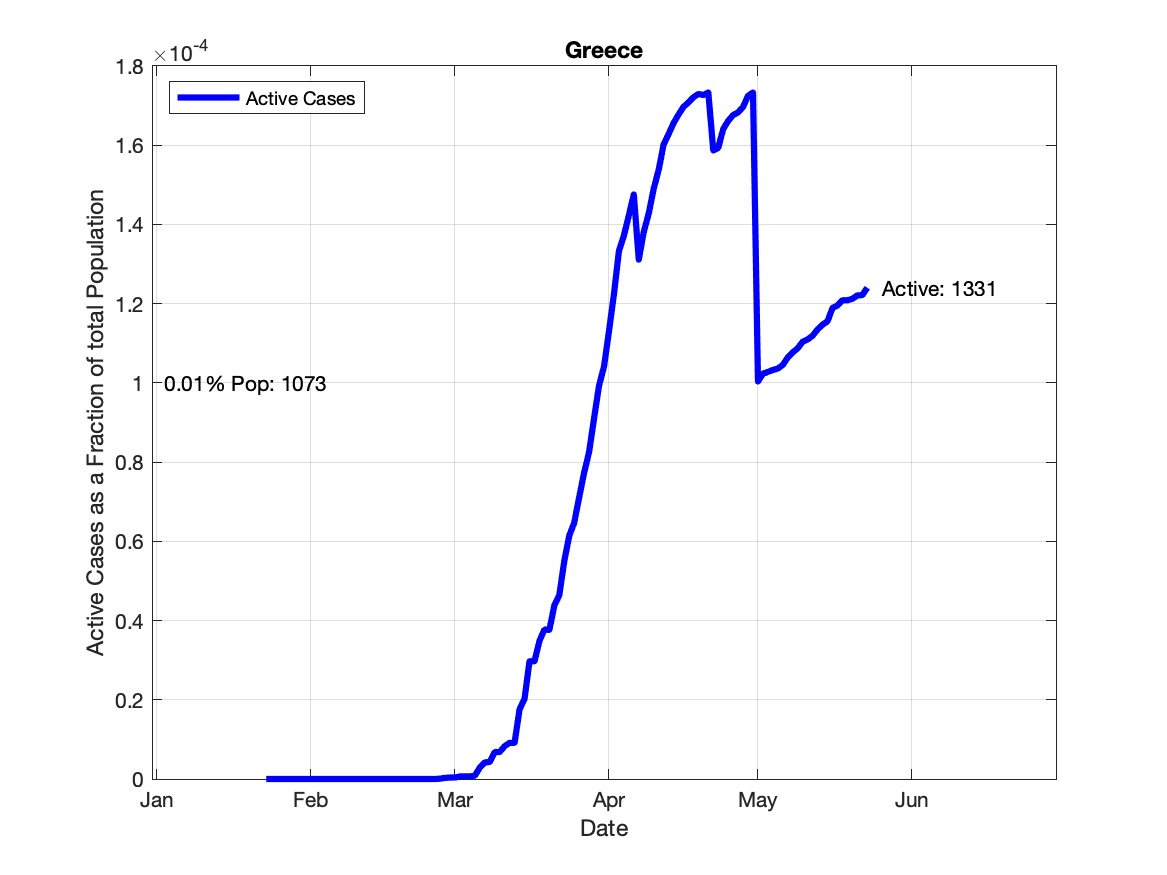 Greece
×10⁻⁴
Active Cases
1.8
1.6
1.4
1.2
1
0.8
0.6
0.4
0.2
0
Active Cases as a Fraction of total Population
0.01% Pop: 1073
Active: 1331
Jan Feb Mar Apr May Jun
Date